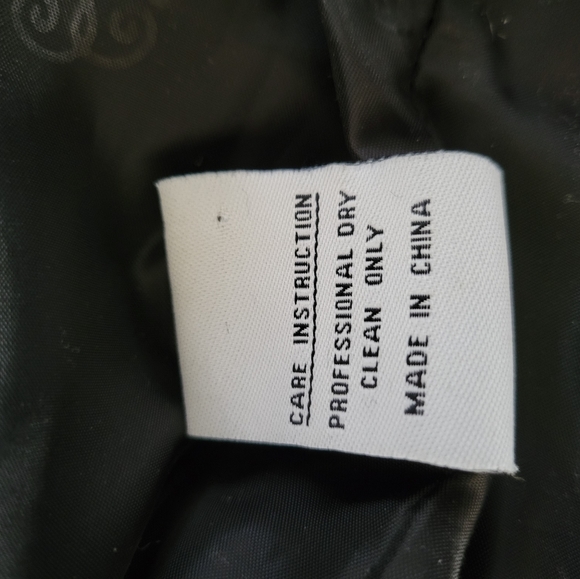 CARE INSTRUCTION
PROFESSIONAL DRY
CLEAN ONLY
MADE IN CHINA